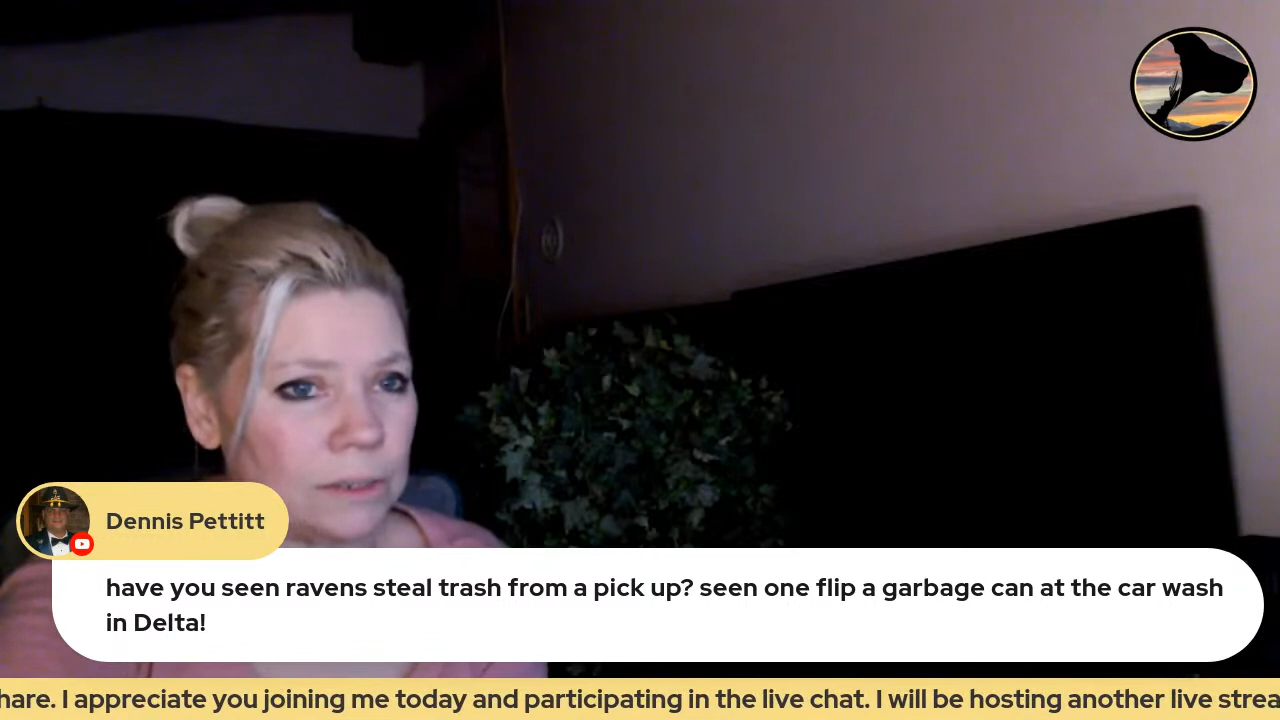 Dennis Pettitt
have you seen ravens steal trash from a pick up? seen one flip a garbage can at the car wash
in Delta!
hare. I appreciate you joining me today and participating in the live chat. I will be hosting another live strea